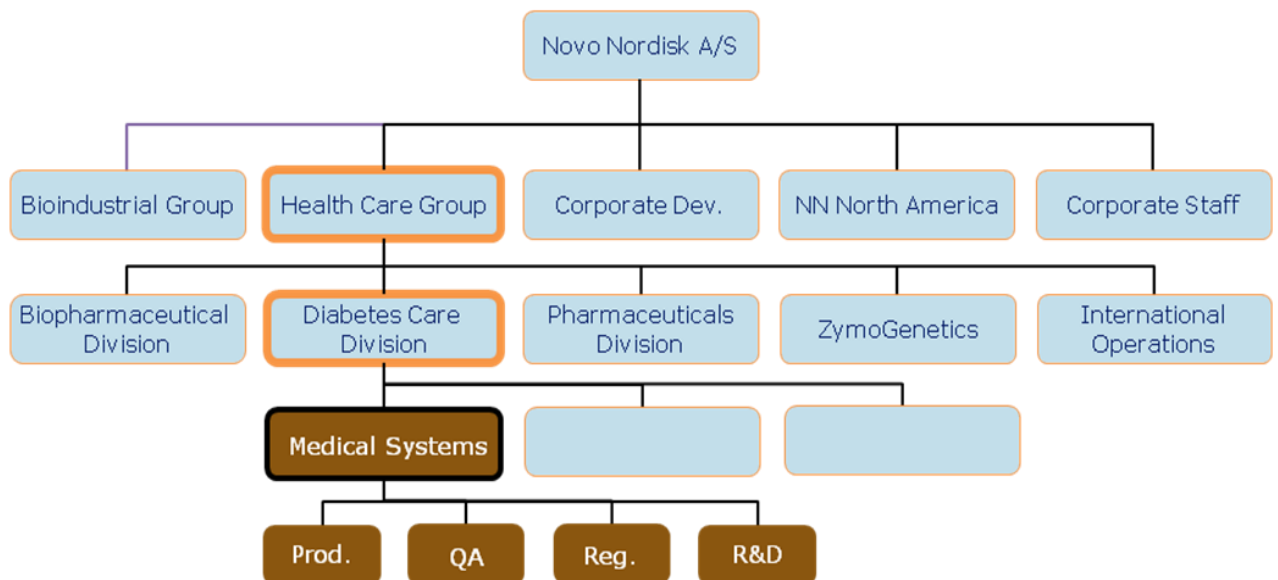 Novo Nordisk A/S
Bioindustrial Group
Health Care Group
Corporate Dev.
NN North America
Corporate Staff
Biopharmaceutical
Division
Diabetes Care
Division
Pharmaceuticals
Division
ZymoGenetics
International
Operations
Medical Systems
Prod.
QA
Reg.
R&D